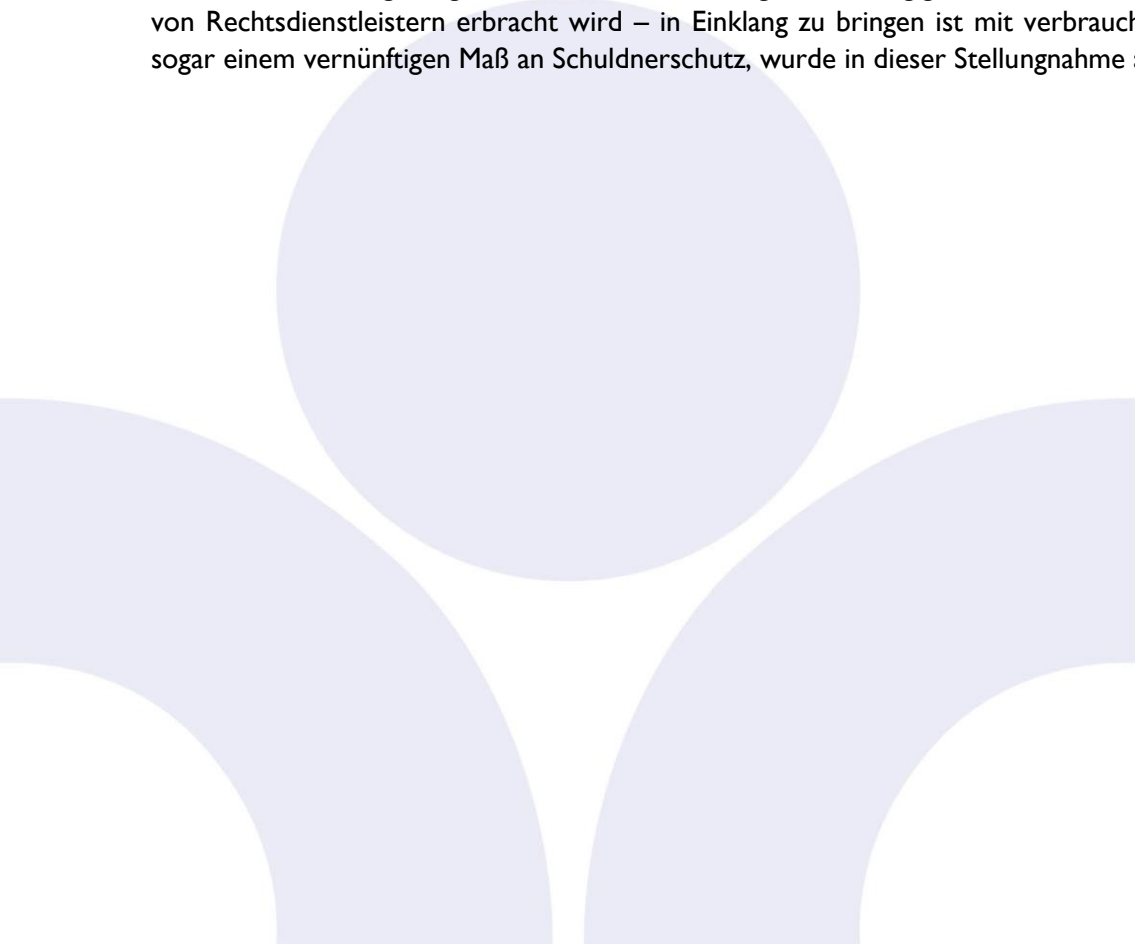 von Rechtsdienstleistern erbracht wird – in Einklang zu bringen ist mit
sogar einem vernünftigen Maß an Schuldnerschutz, wurde in dieser Stellungnahme